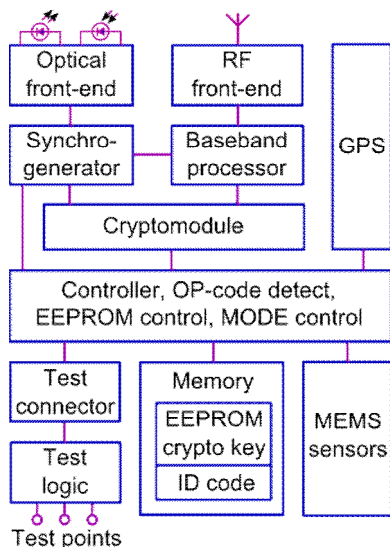 Optical
front-end
RF
front-end
GPS
Synchro-
generator
Baseband
processor
Cryptomodule
Controller, OP-code detect,
EEPROM control, MODE control
Test
connector
Memory
EEPROM
crypto key
ID code
MEMS
sensors
Test
logic
Test points